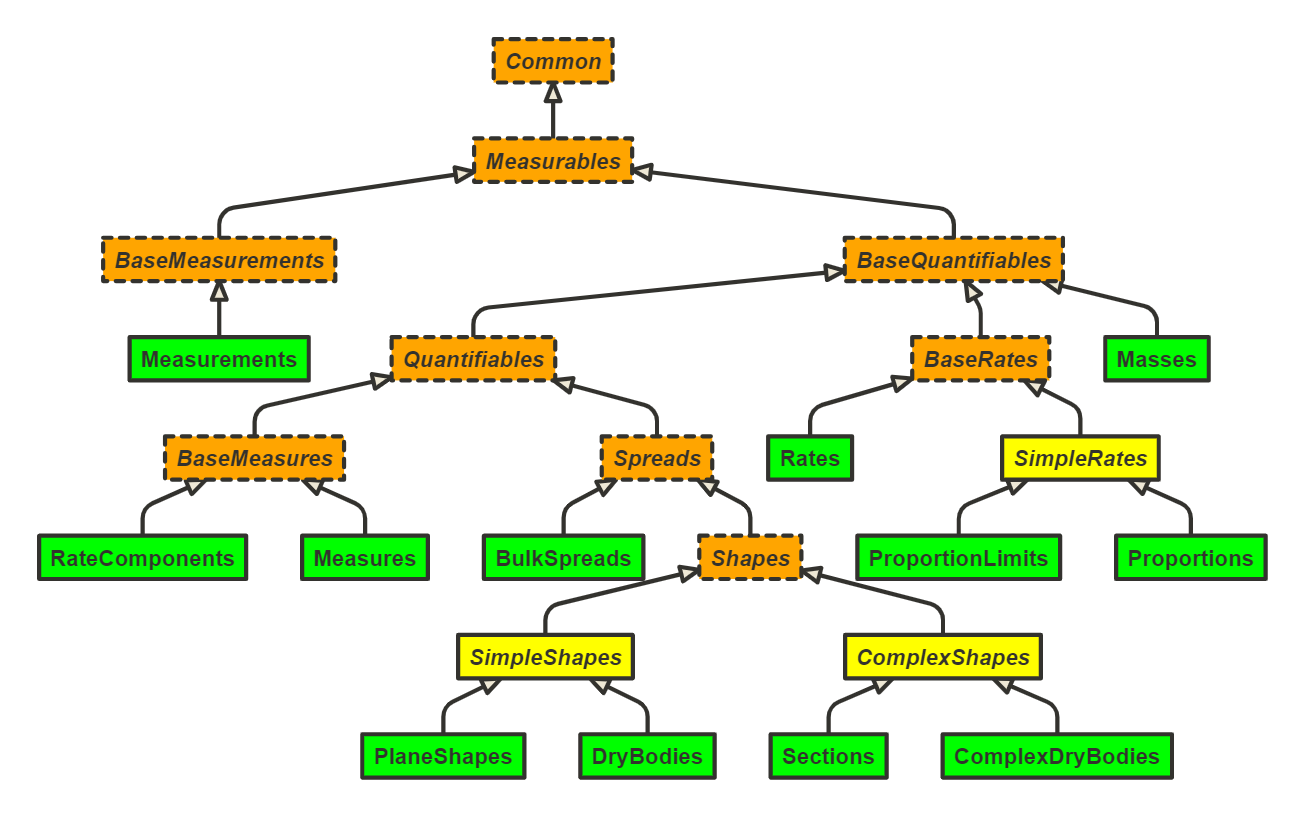 Common
Measurables
BaseMeasurements
BaseQuantifiables
Measurements
Quantifiables
BaseRates
Masses
BaseMeasures
Spreads
Rates
SimpleRates
RateComponents
Measures
BulkSpreads
Shapes
ProportionLimits
Proportions
SimpleShapes
ComplexShapes
PlaneShapes
DryBodies
Sections
ComplexDryBodies